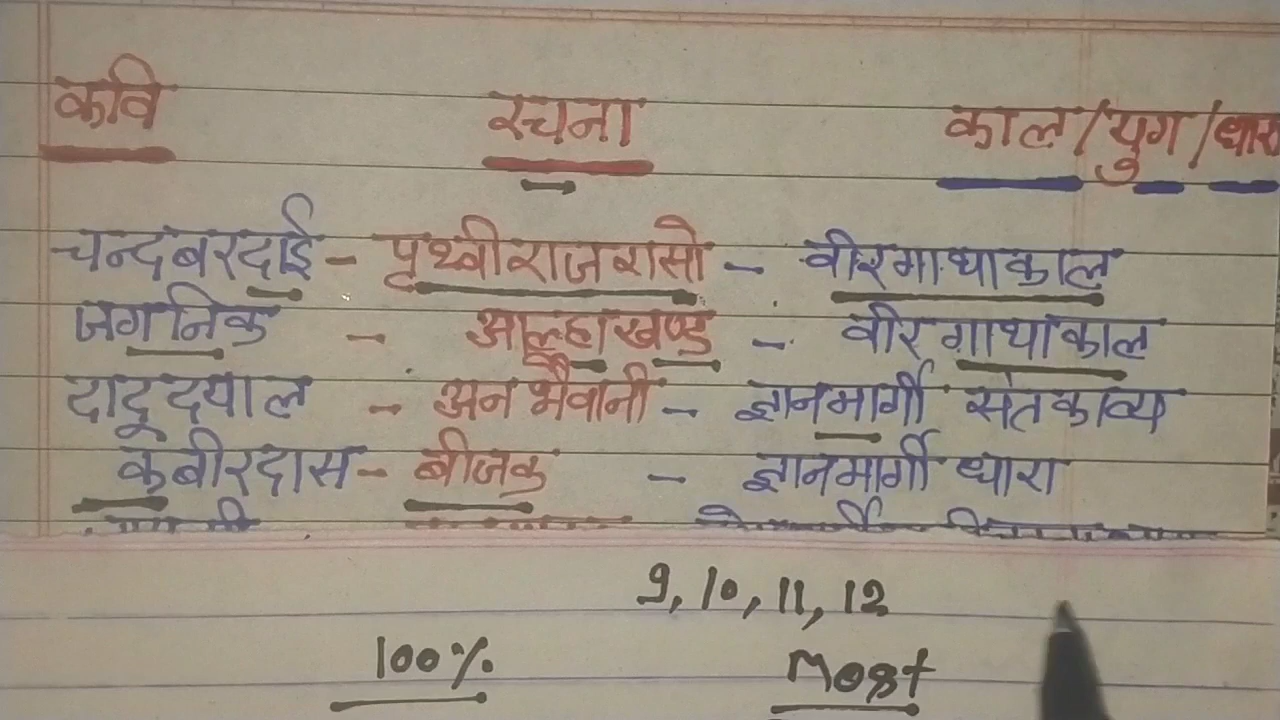 कवि रचना काल/युग/धारा
चन्दबरदाई - पृथ्वीराज रासो - वीरगाथाकाल
जगनिक - आल्हाखण्ड - वीरगाथाकाल
दादूदयाल - अनभैवानी - ज्ञानमार्गी संतकाव्य
कबीरदास - बीजक - ज्ञानमार्गी धारा
9, 10, 11, 12
100% Most